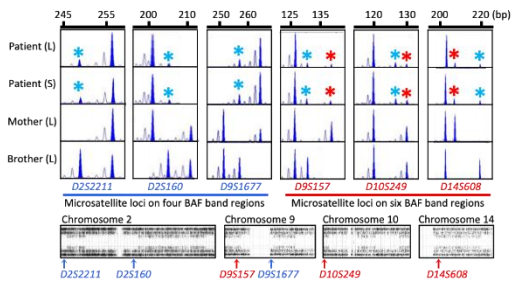 245 255 200 210 250 260 125 135 120 130 200 220 (bp)
Patient (L)
Patient (S)
Mother (L)
Brother (L)
D2S2211 D2S160 D9S1677 D9S157 D10S249 D14S608
Microsatellite loci on four BAF band regions Microsatellite loci on six BAF band regions
Chromosome 2 Chromosome 9 Chromosome 10 Chromosome 14
D2S2211 D2S160 D9S157 D9S1677 D10S249 D14S608